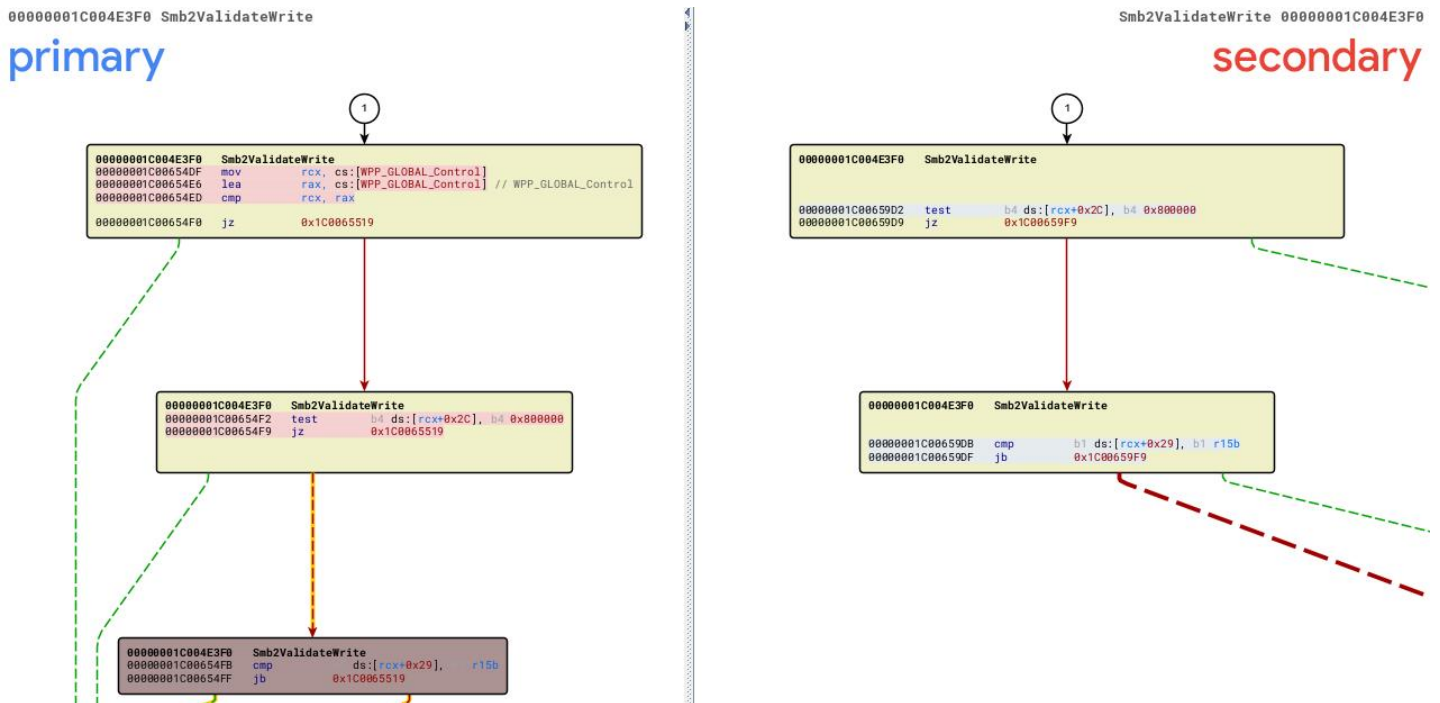 00000001C004E3F0 Smb2ValidateWrite
primary
1
00000001C004E3F0 Smb2ValidateWrite
00000001C00654DF mov rcx, cs:[WPP_GLOBAL_Control]
00000001C00654E6 lea rax, cs:[WPP_GLOBAL_Control] // WPP_GLOBAL_Control
00000001C00654ED cmp rcx, rax
00000001C00654F0 jz 0x1C0065519
00000001C004E3F0 Smb2ValidateWrite
00000001C00654F2 test b4 ds:[rcx+0x2C], b4 0x800000
00000001C00654F9 jz 0x1C0065519
00000001C004E3F0 Smb2ValidateWrite
00000001C00654FB cmp ds:[rcx+0x29], r15b
00000001C00654FF jb 0x1C0065519
Smb2ValidateWrite 00000001C004E3F0
secondary
1
00000001C004E3F0 Smb2ValidateWrite
00000001C00659D2 test b4 ds:[rcx+0x2C], b4 0x800000
00000001C00659D9 jz 0x1C00659F9
00000001C004E3F0 Smb2ValidateWrite
00000001C00659DB cmp b1 ds:[rcx+0x29], b1 r15b
00000001C00659DF jb 0x1C00659F9